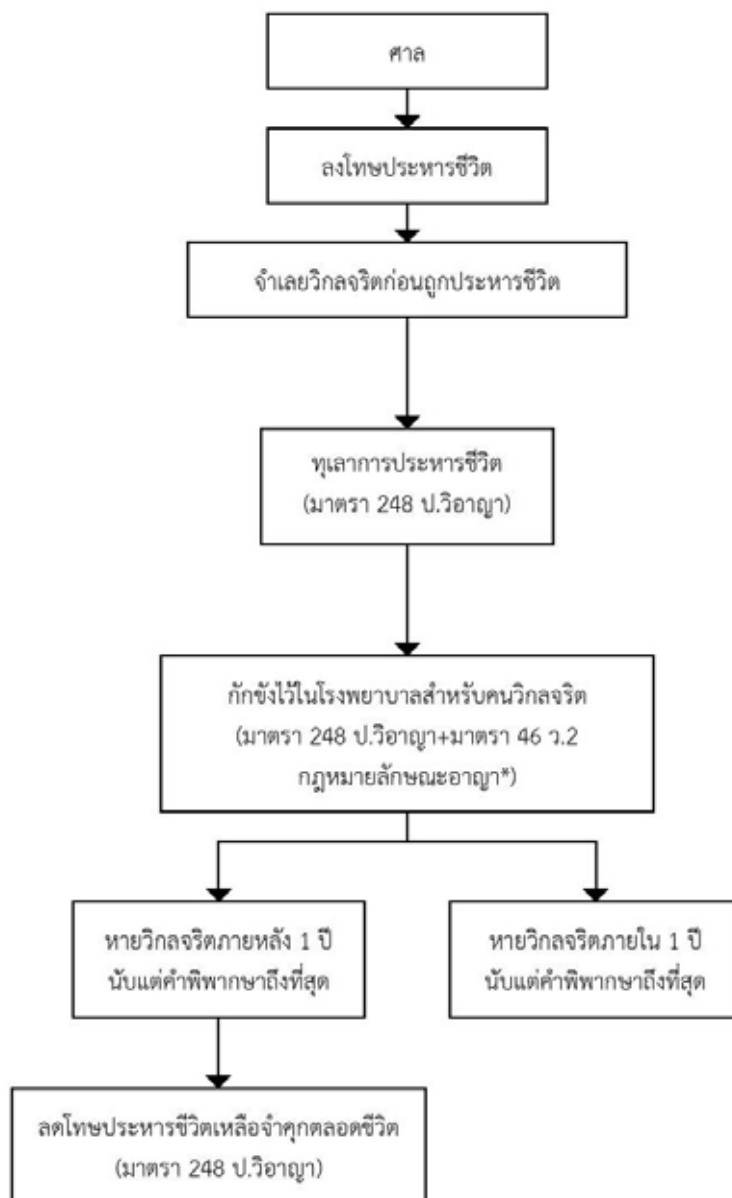 ศาล
ลงโทษประหารชีวิต
จำเลยวิกลจริตก่อนถูกประหารชีวิต
ทุเลาการประหารชีวิต
(มาตรา 248 ป.วิอาญา)
กักขังไว้ในโรงพยาบาลสำหรับคนวิกลจริต
(มาตรา 248 ป.วิอาญา+มาตรา 46 ว.2
กฎหมายลักษณะอาญา*)
หายวิกลจริตภายหลัง 1 ปี
นับแต่คำพิพากษาถึงที่สุด
หายวิกลจริตภายใน 1 ปี
นับแต่คำพิพากษาถึงที่สุด
ลดโทษประหารชีวิตเหลือจำคุกตลอดชีวิต
(มาตรา 248 ป.วิอาญา)